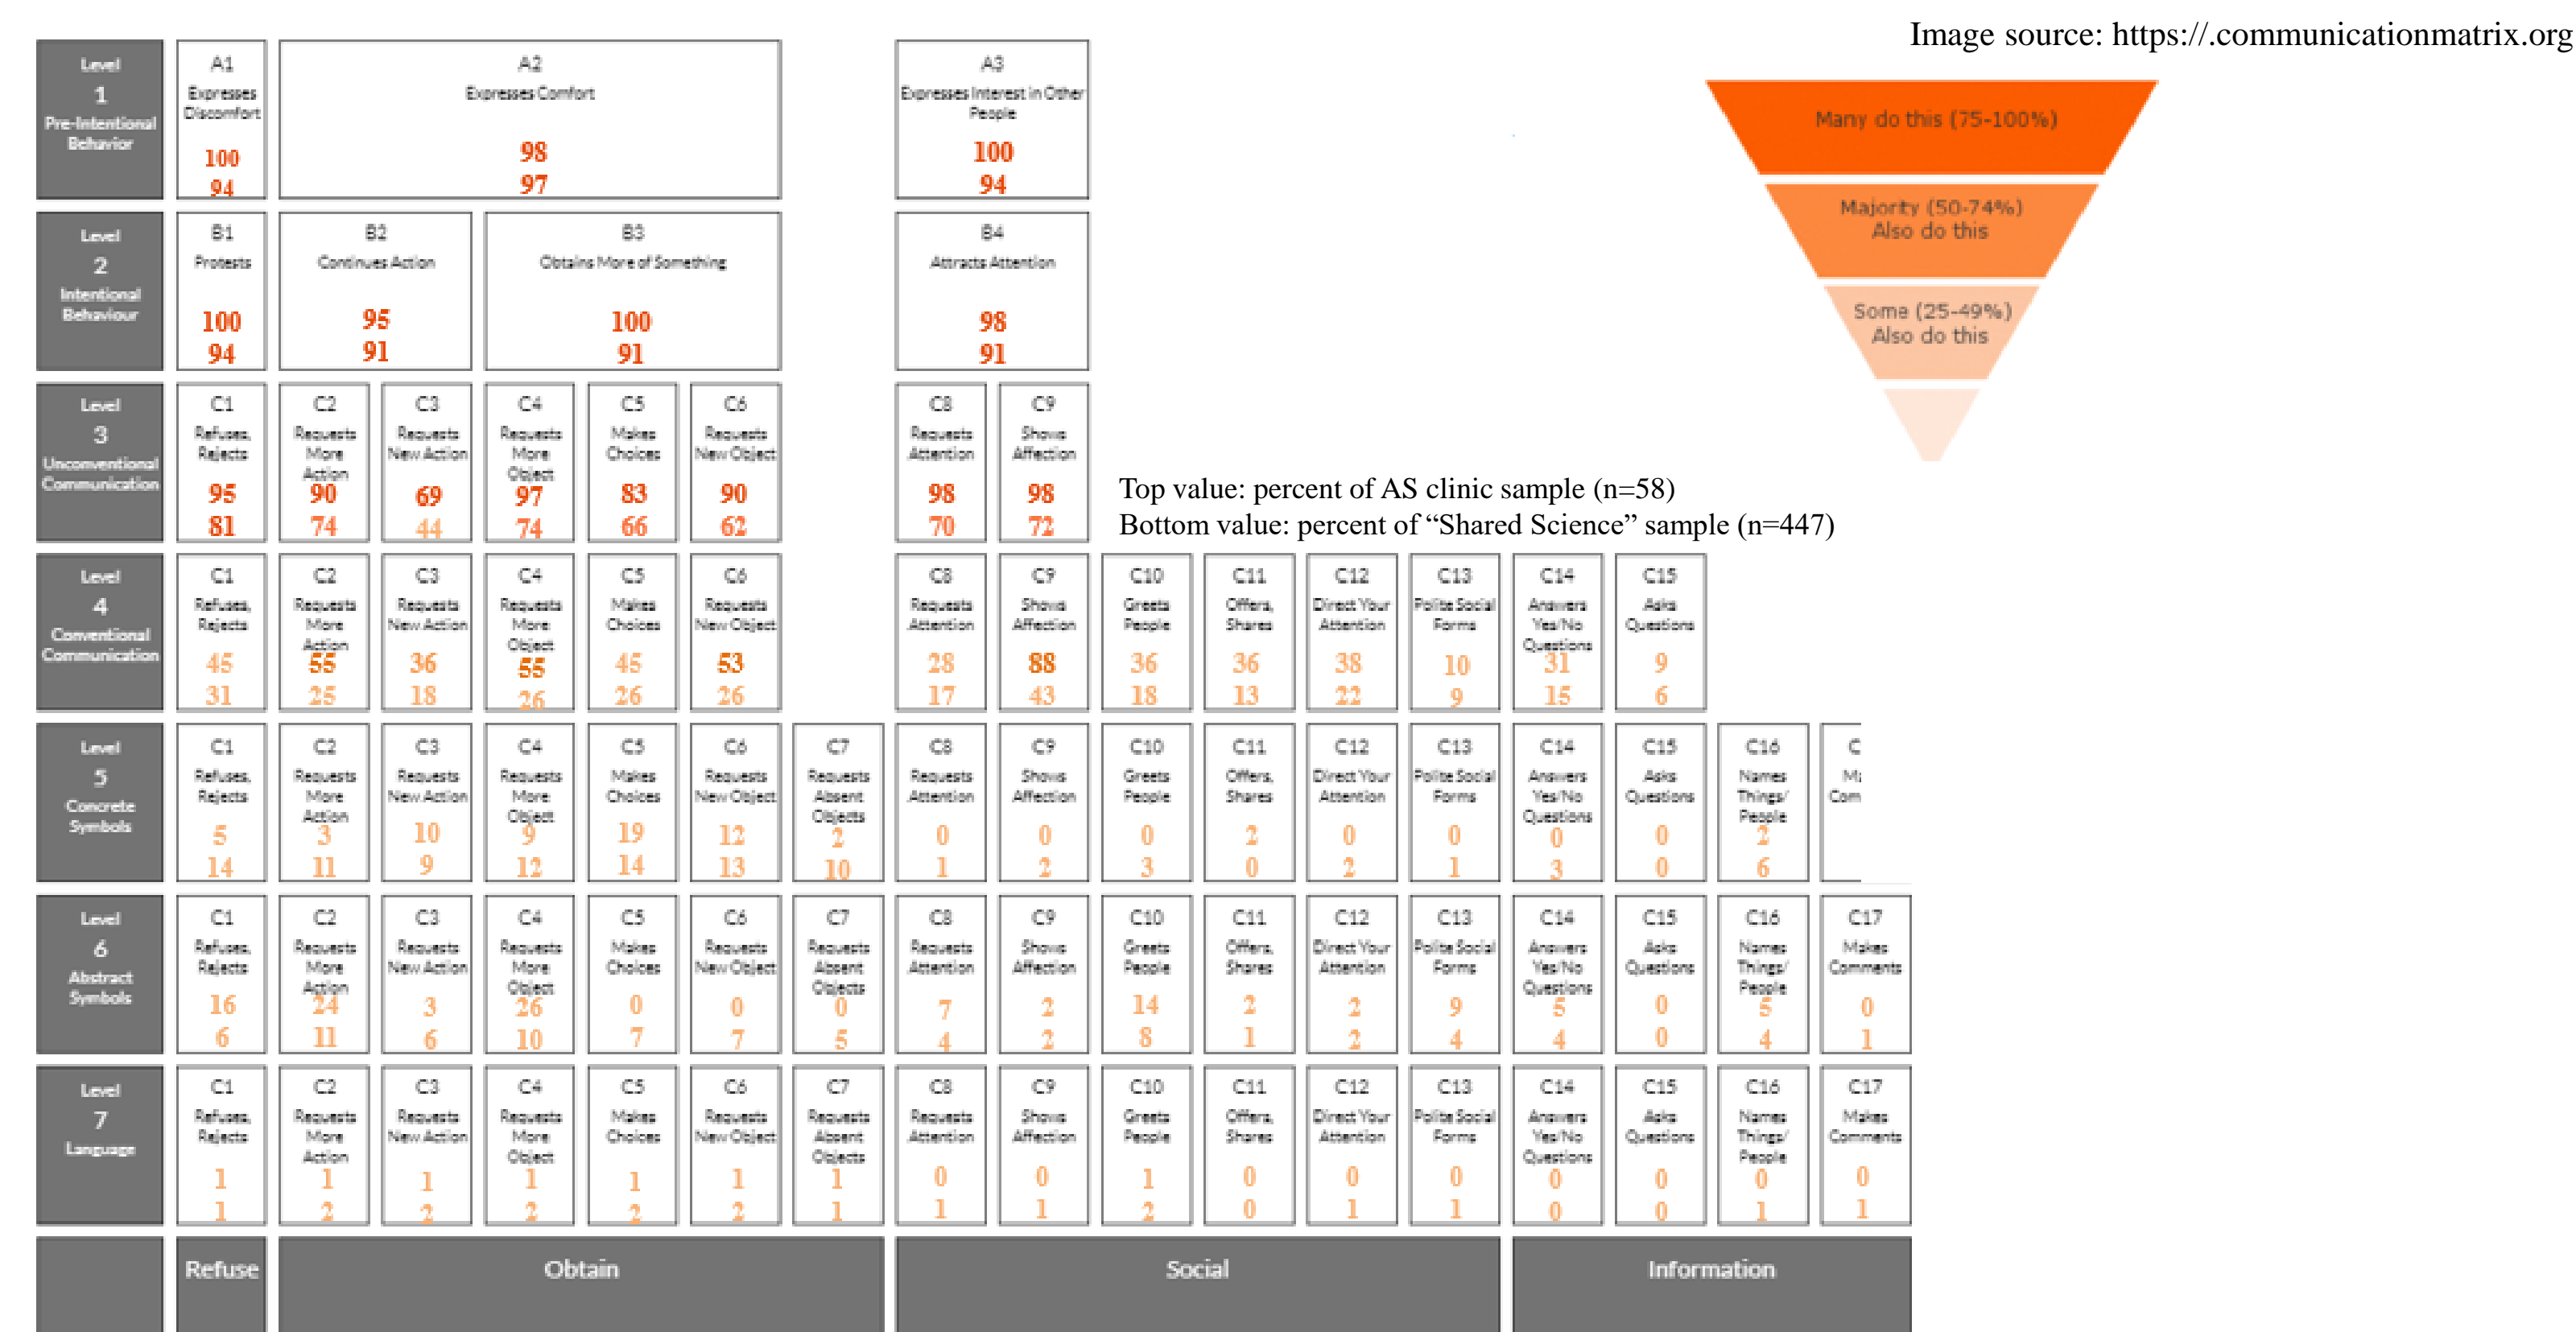 Image source: https://.communicationmatrix.org
Many do this (75-100%)
Majorty (50-74%)
Also do this
Some (25-49%)
Also do this
Level
1
Pre-Intentional
Behavior
A1
Expresses
Discomfort
100
94
A2
Expresses Comfort
98
97
A3
Expresses Interest in Other
People
100
94
Level
2
Intentional
Behaviour
B1
Protests
100
94
B2
Continues Action
95
91
B3
Obtains More of Something
100
91
B4
Attracts Attention
98
91
Level
3
Unconventional
Communication
C1
Refuses,
Rejects
95
81
C2
Requests
More
Action
90
74
C3
Requests
New Action
69
44
C4
Requests
More
Object
97
74
C5
Makes
Choices
83
66
C6
Requests
New Object
90
62
C8
Requests
Attention
98
70
C9
Shows
Affection
98
72
Top value: percent of AS clinic sample (n=58)
Bottom value: percent of “Shared Science” sample (n=447)
Level
4
Conventional
Communication
C1
Refuses,
Rejects
45
31
C2
Requests
More
Action
55
25
C3
Requests
New Action
36
18
C4
Requests
More
Object
55
26
C5
Makes
Choices
45
26
C6
Requests
New Object
53
26
C8
Requests
Attention
28
17
C9
Shows
Affection
88
43
C10
Greets
People
36
18
C11
Offers,
Shares
36
13
C12
Direct Your
Attention
38
22
C13
Polite Social
Forms
10
9
C14
Answers
Yes/No
Questions
31
15
C15
Asks
Questions
9
6
Level
5
Concrete
Symbols
C1
Refuses,
Rejects
5
14
C2
Requests
More
Action
3
11
C3
Requests
New Action
10
9
C4
Requests
More
Object
9
12
C5
Makes
Choices
19
14
C6
Requests
New Object
12
13
C7
Requests
Absent
Objects
2
10
C8
Requests
Attention
0
1
C9
Shows
Affection
0
2
C10
Greets
People
0
3
C11
Offers,
Shares
2
0
C12
Direct Your
Attention
0
2
C13
Polite Social
Forms
0
1
C14
Answers
Yes/No
Questions
0
3
C15
Asks
Questions
0
0
C16
Names
Things/
People
2
6
C
Ma
Com
Level
6
Abstract
Symbols
C1
Refuses,
Rejects
16
6
C2
Requests
More
Action
24
11
C3
Requests
New Action
3
6
C4
Requests
More
Object
26
10
C5
Makes
Choices
0
7
C6
Requests
New Object
0
7
C7
Requests
Absent
Objects
0
5
C8
Requests
Attention
7
4
C9
Shows
Affection
2
2
C10
Greets
People
14
8
C11
Offers,
Shares
2
1
C12
Direct Your
Attention
2
2
C13
Polite Social
Forms
9
4
C14
Answers
Yes/No
Questions
5
4
C15
Asks
Questions
0
0
C16
Names
Things/
People
5
4
C17
Makes
Comments
0
1
Level
7
Language
C1
Refuses,
Rejects
1
1
C2
Requests
More
Action
1
2
C3
Requests
New Action
1
2
C4
Requests
More
Object
1
2
C5
Makes
Choices
1
2
C6
Requests
New Object
1
2
C7
Requests
Absent
Objects
1
1
C8
Requests
Attention
0
1
C9
Shows
Affection
0
1
C10
Greets
People
1
2
C11
Offers,
Shares
0
0
C12
Direct Your
Attention
0
1
C13
Polite Social
Forms
0
1
C14
Answers
Yes/No
Questions
0
0
C15
Asks
Questions
0
0
C16
Names
Things/
People
0
1
C17
Makes
Comments
0
1
Refuse
Obtain
Social
Information